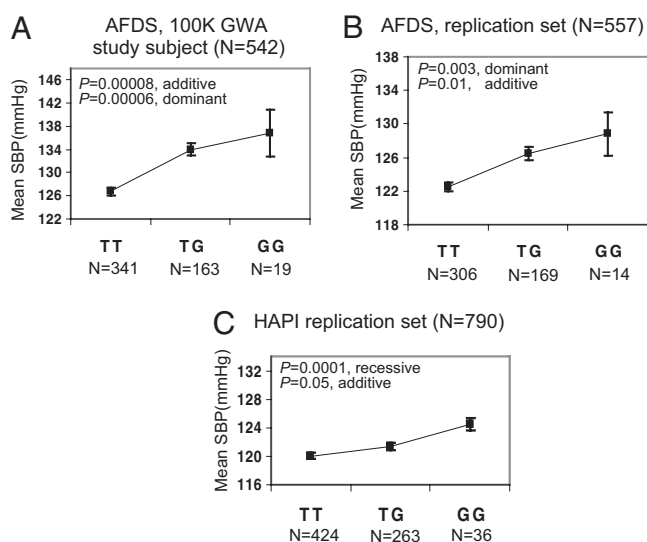 A
AFDS, 100K GWA
study subject (N=542)
Mean SBP(mmHg)
146
142
138
134
130
126
122
P=0.00008, additive
P=0.00006, dominant
TT TG GG
N=341 N=163 N=19
B
AFDS, replication set (N=557)
Mean SBP(mmHg)
138
134
130
126
122
118
P=0.003, dominant
P=0.01, additive
TT TG GG
N=306 N=169 N=14
C
HAPI replication set (N=790)
Mean SBP(mmHg)
132
128
124
120
116
P=0.0001, recessive
P=0.05, additive
TT TG GG
N=424 N=263 N=36